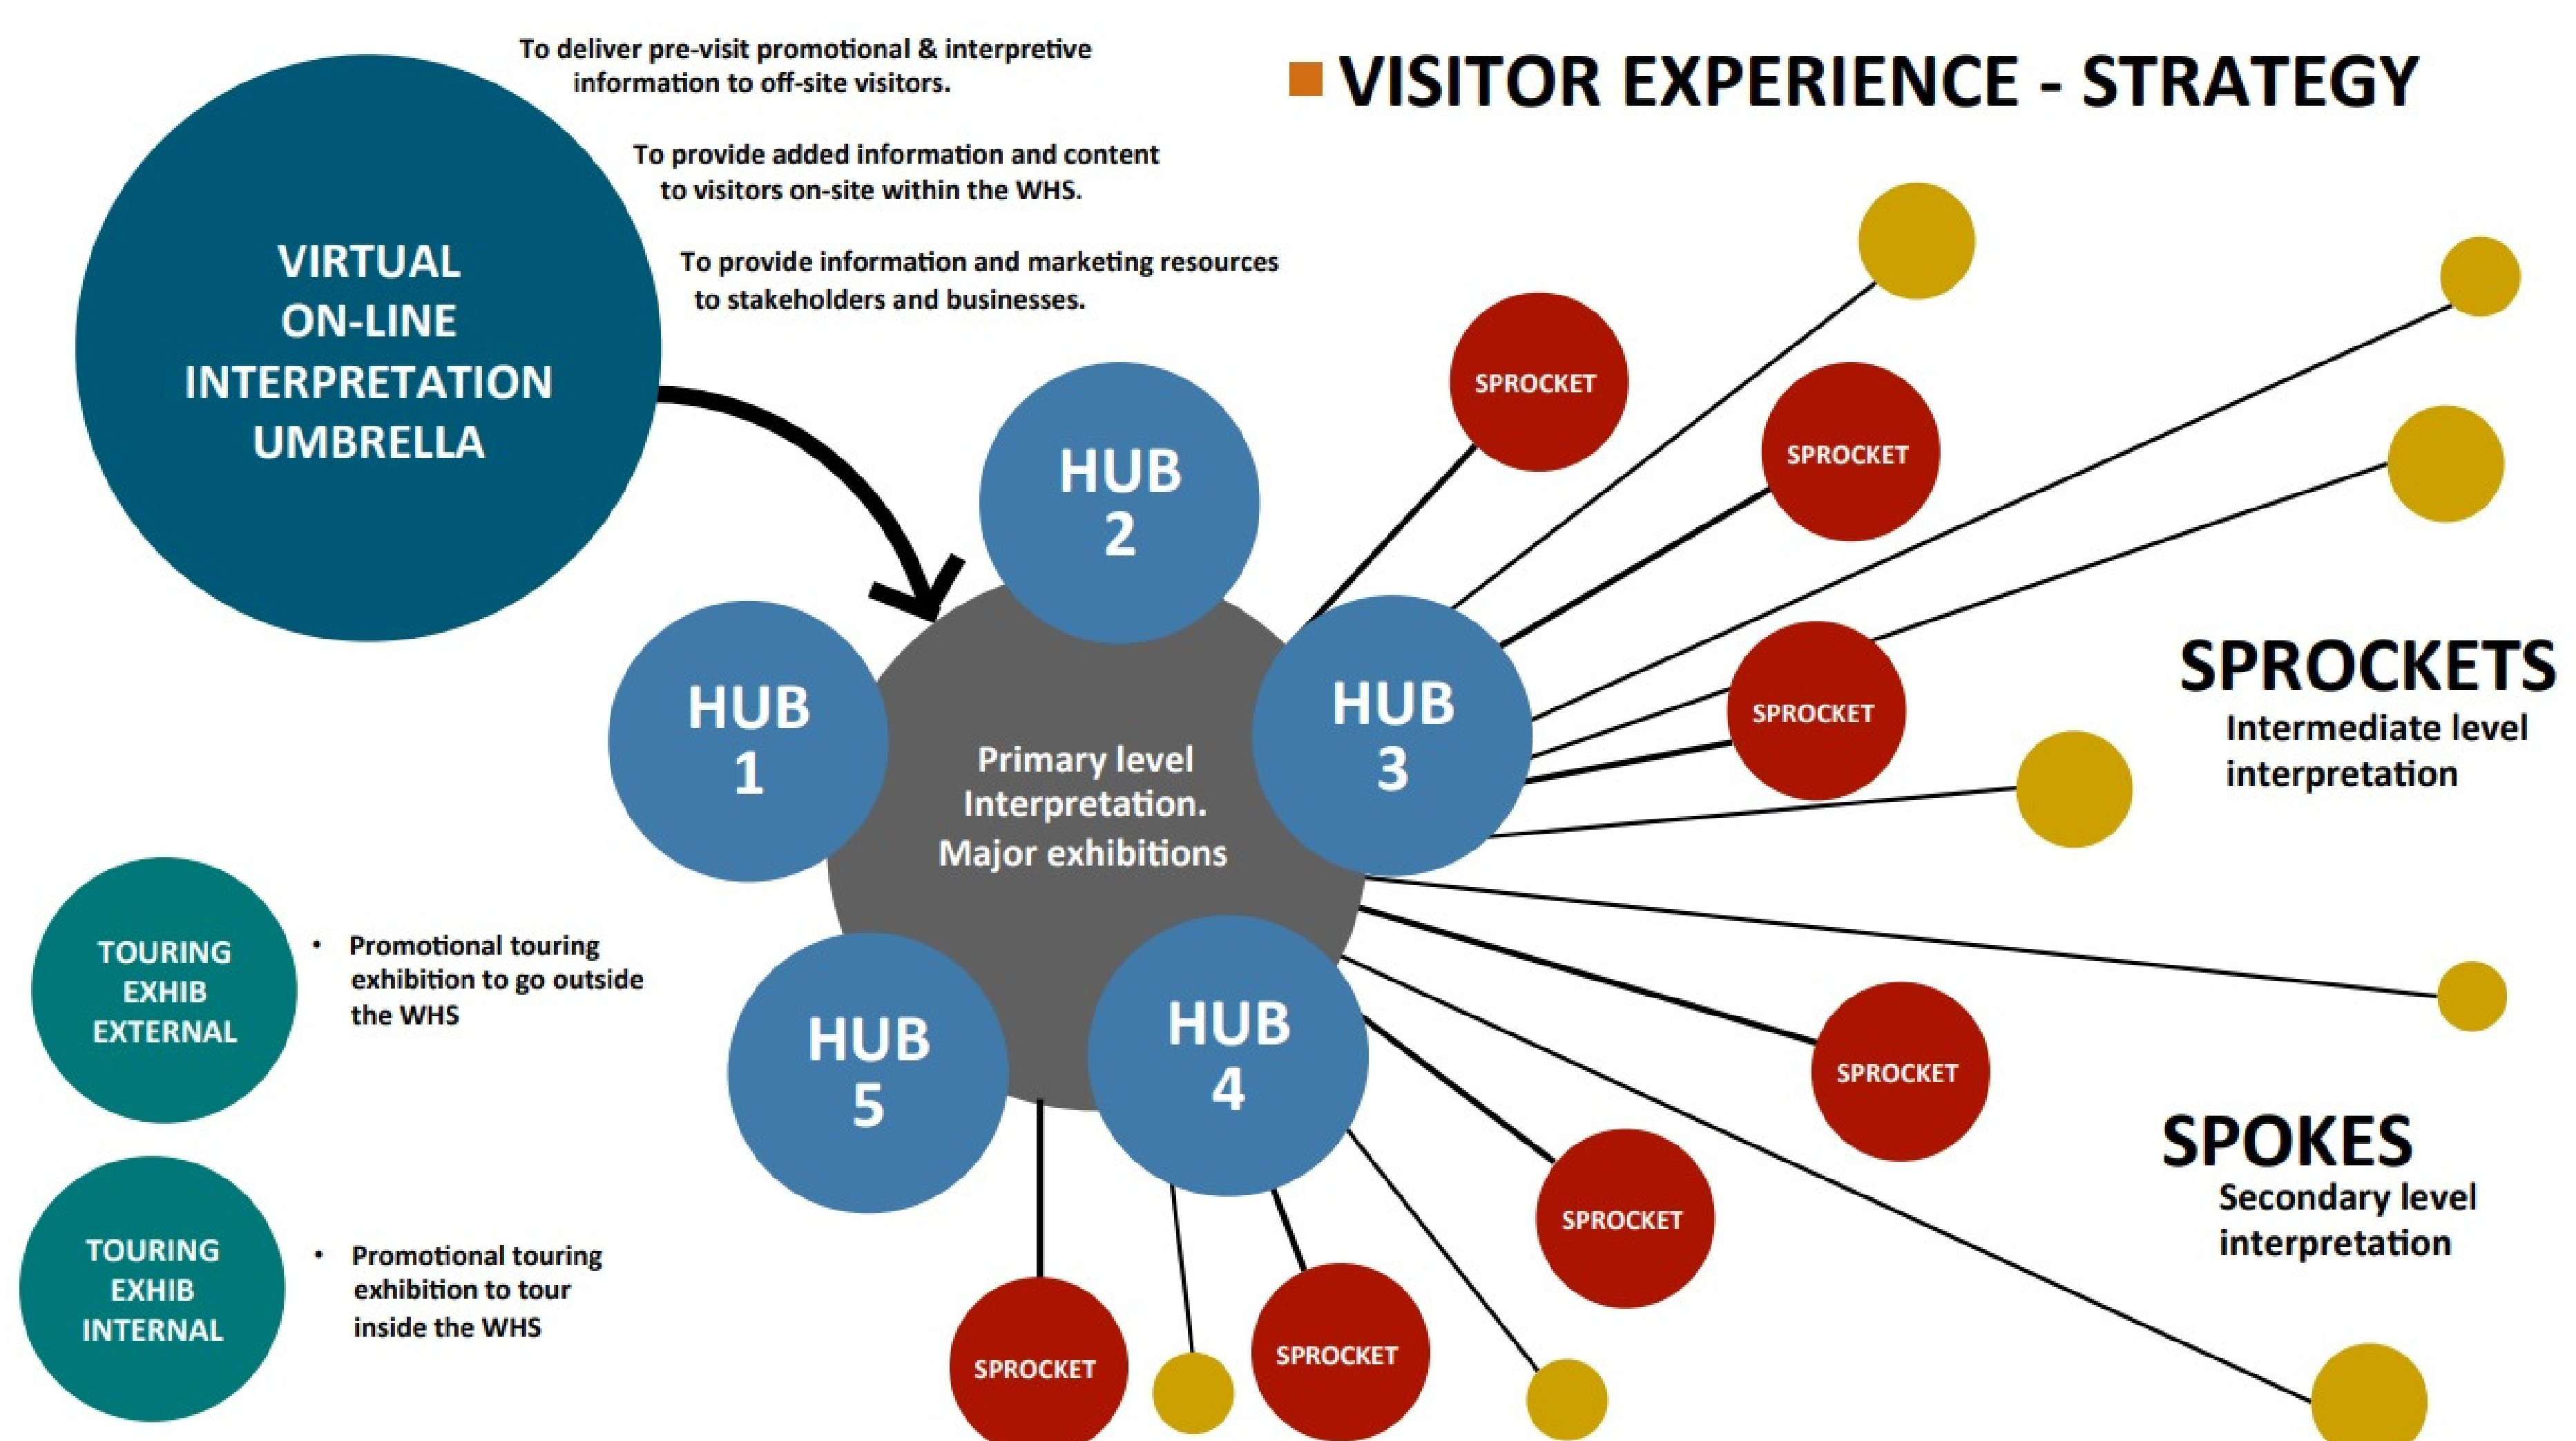 VISITOR EXPERIENCE - STRATEGY
To deliver pre-visit promotional & interpretive
information to off-site visitors.
To provide added information and content
to visitors on-site within the WHS.
To provide information and marketing resources
to stakeholders and businesses.
VIRTUAL
ON-LINE
INTERPRETATION
UMBRELLA
HUB
2
HUB
1
HUB
3
Primary level
Interpretation.
Major exhibitions
HUB
5
HUB
4
SPROCKET
SPROCKET
SPROCKET
SPROCKET
SPROCKET
SPROCKET
SPROCKET
SPROCKETS
Intermediate level
interpretation
SPOKES
Secondary level
interpretation
TOURING
EXHIB
EXTERNAL
• Promotional touring
exhibition to go outside
the WHS
TOURING
EXHIB
INTERNAL
• Promotional touring
exhibition to tour
inside the WHS